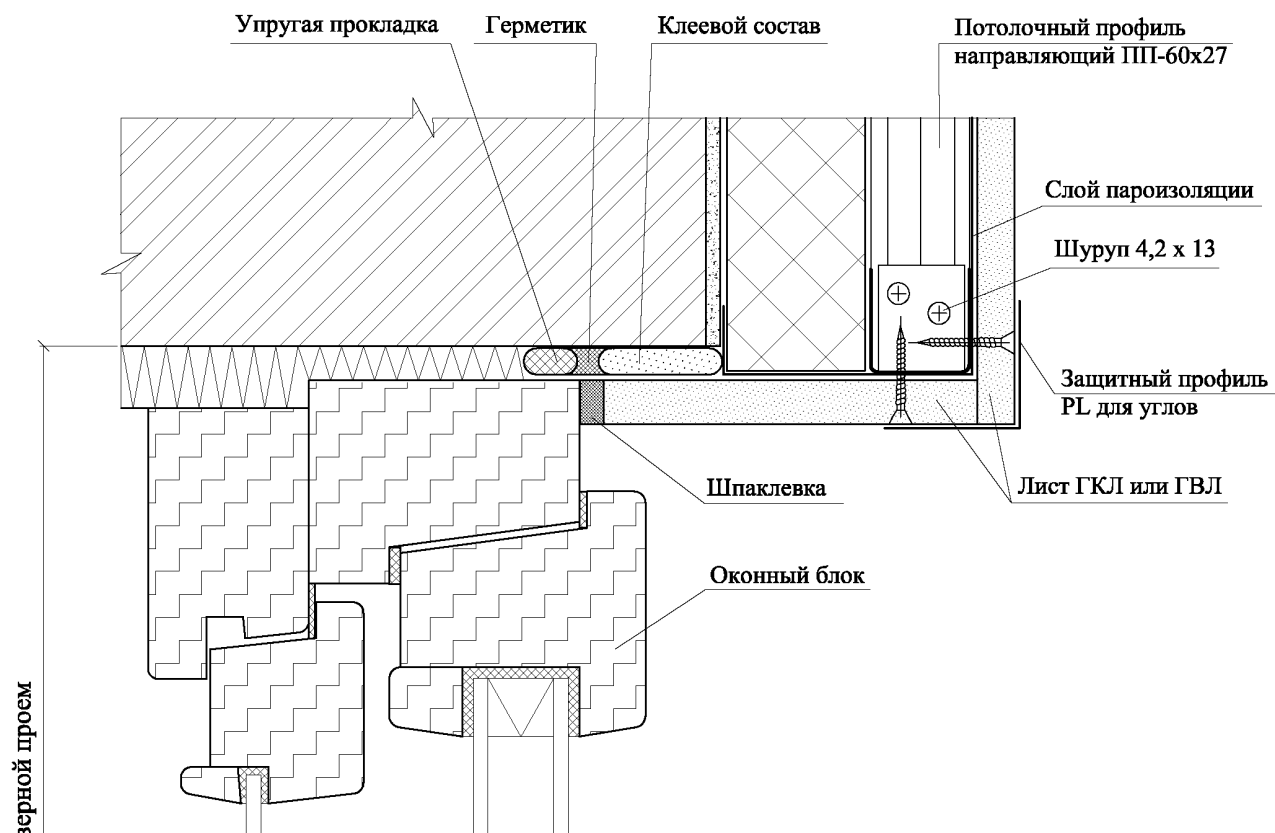 Упругая прокладка
Герметик
Клеевой состав
Потолочный профиль
направляющий ПП-60х27
Слой пароизоляции
Шуруп 4,2 х 13
Защитный профиль
PL для углов
Шпаклевка
Лист ГКЛ или ГВЛ
Оконный блок
проем